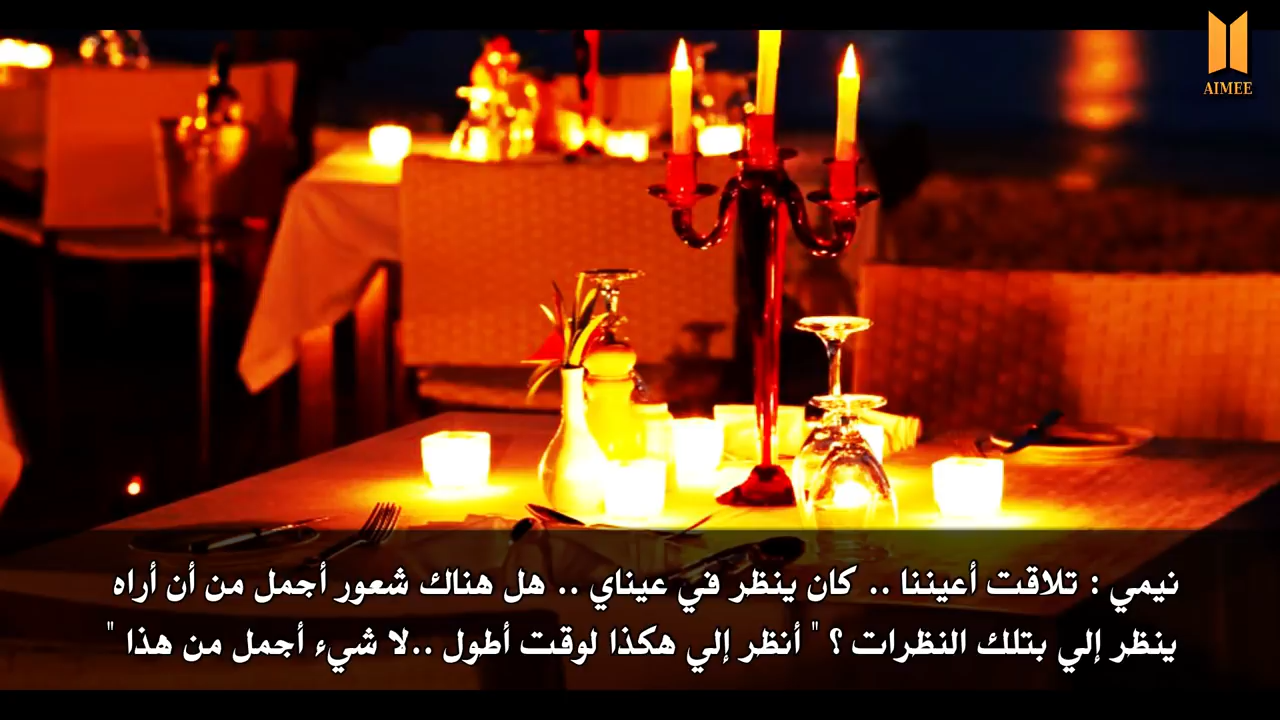 AIMEE
نيمي : تلاقت أعيننا .. كان ينظر في عيناي .. هل هناك شعور أجمل من أن أراه
ينظر إلي بتلك النظرات ؟ " أنظر إلي هكذا لوقت أطول ..لا شيء أجمل من هذا "